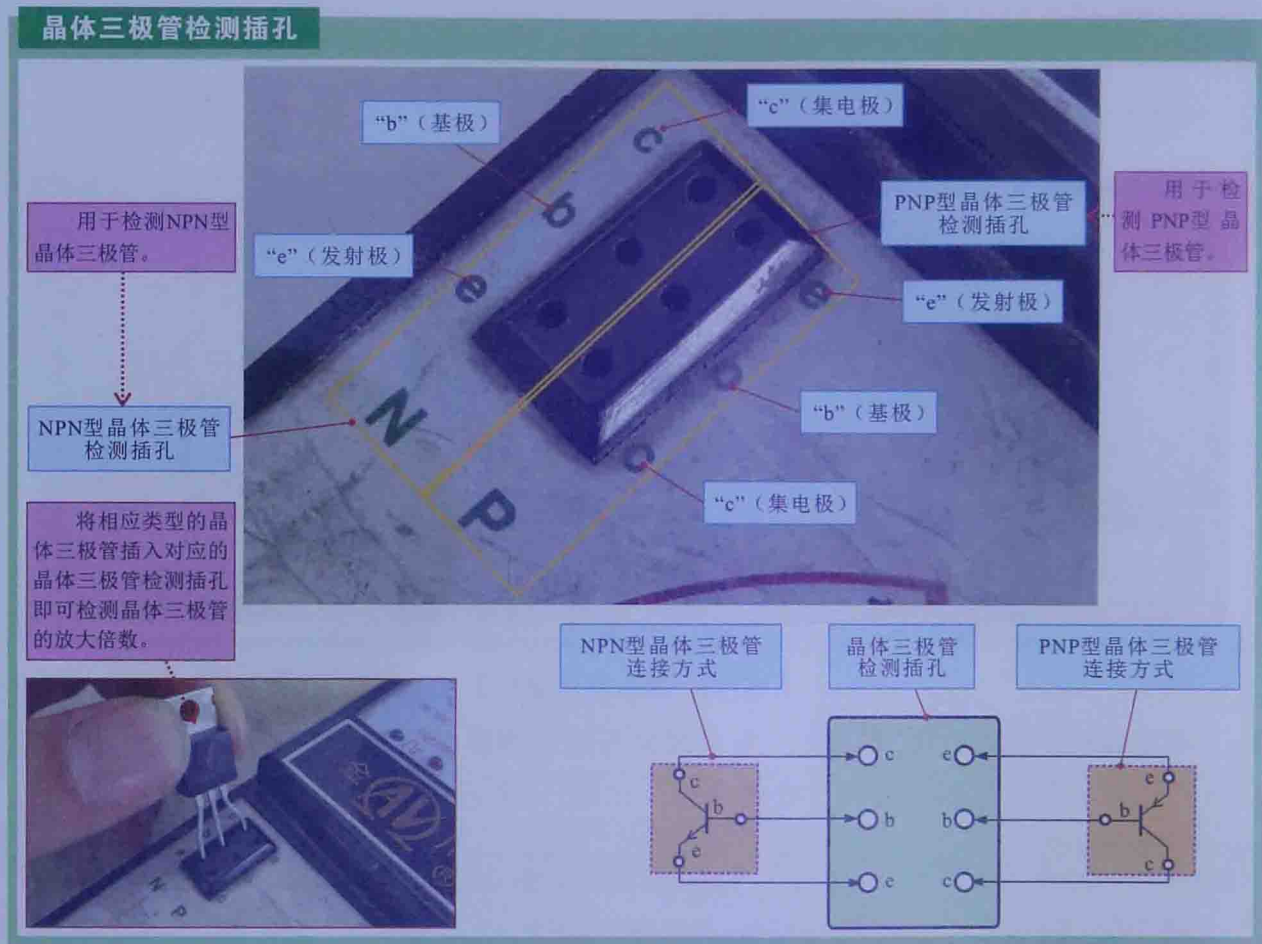 晶体三极管检测插孔
“c”（集电极）
“b”（基极）
“e”（发射极）
c
b
e
N
P
e
b
c
PNP型晶体三极管
检测插孔
用于检
测 PNP型 晶
体三极管。
“e”（发射极）
“b”（基极）
“c”（集电极）
用于检测NPN型
晶体三极管。
NPN型晶体三极管
检测插孔
将相应类型的晶
体三极管插入对应的
晶体三极管检测插孔
即可检测晶体三极管
的放大倍数。
N
P
NPN型晶体三极管
连接方式
晶体三极管
检测插孔
PNP型晶体三极管
连接方式
c
b
e
c e
b b
e c
e
b
c